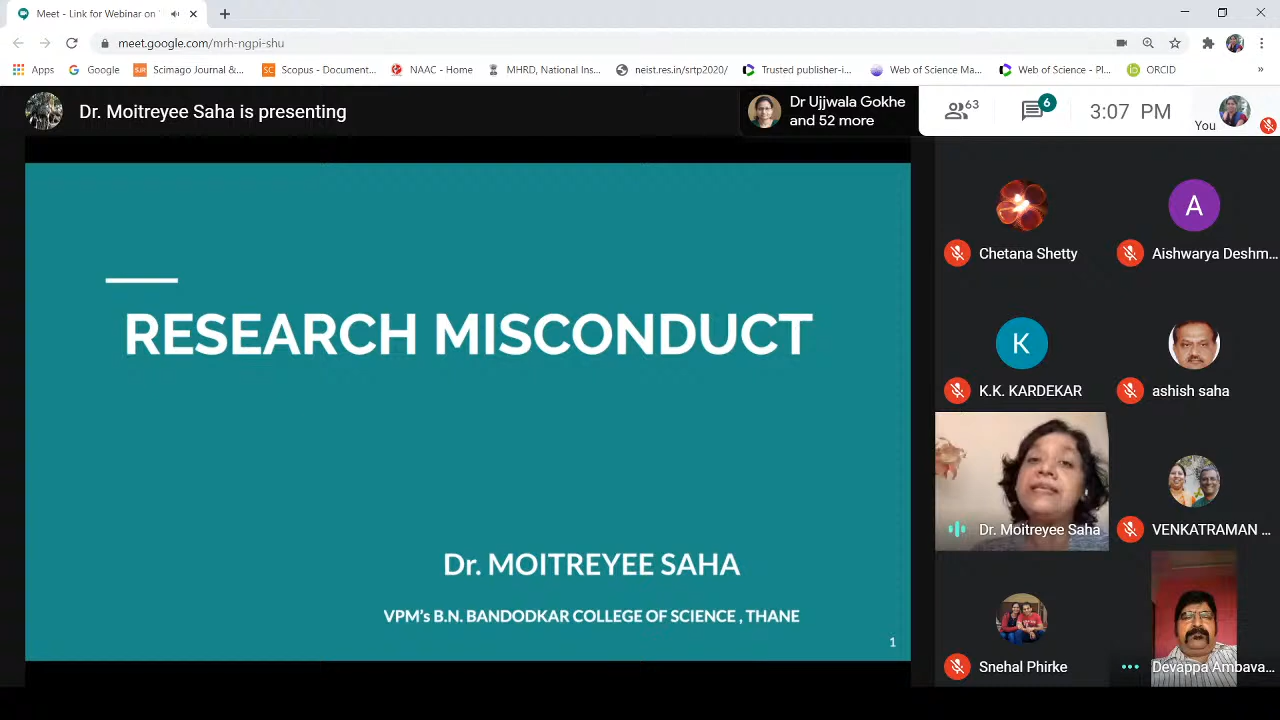 Meet - Link for Webinar on "
meet.google.com/mrh-ngpi-shu
Apps Google Scimago Journal &... Scopus - Document... NAAC - Home MHRD, National Ins... neist.res.in/srtp2020/ Trusted publisher-i... Web of Science Ma... Web of Science - Pl... ORCID »
SJR SC
Dr. Moitreyee Saha is presenting
Dr Ujjwala Gokhe
and 52 more
63
6
3:07 PM
You
RESEARCH MISCONDUCT
Dr. MOITREYEE SAHA
VPM's B.N. BANDODKAR COLLEGE OF SCIENCE , THANE
1
A
Chetana Shetty Aishwarya Deshm...
K
K.K. KARDEKAR ashish saha
Dr. Moitreyee Saha VENKATRAMAN ...
Snehal Phirke Devappa Ambava...